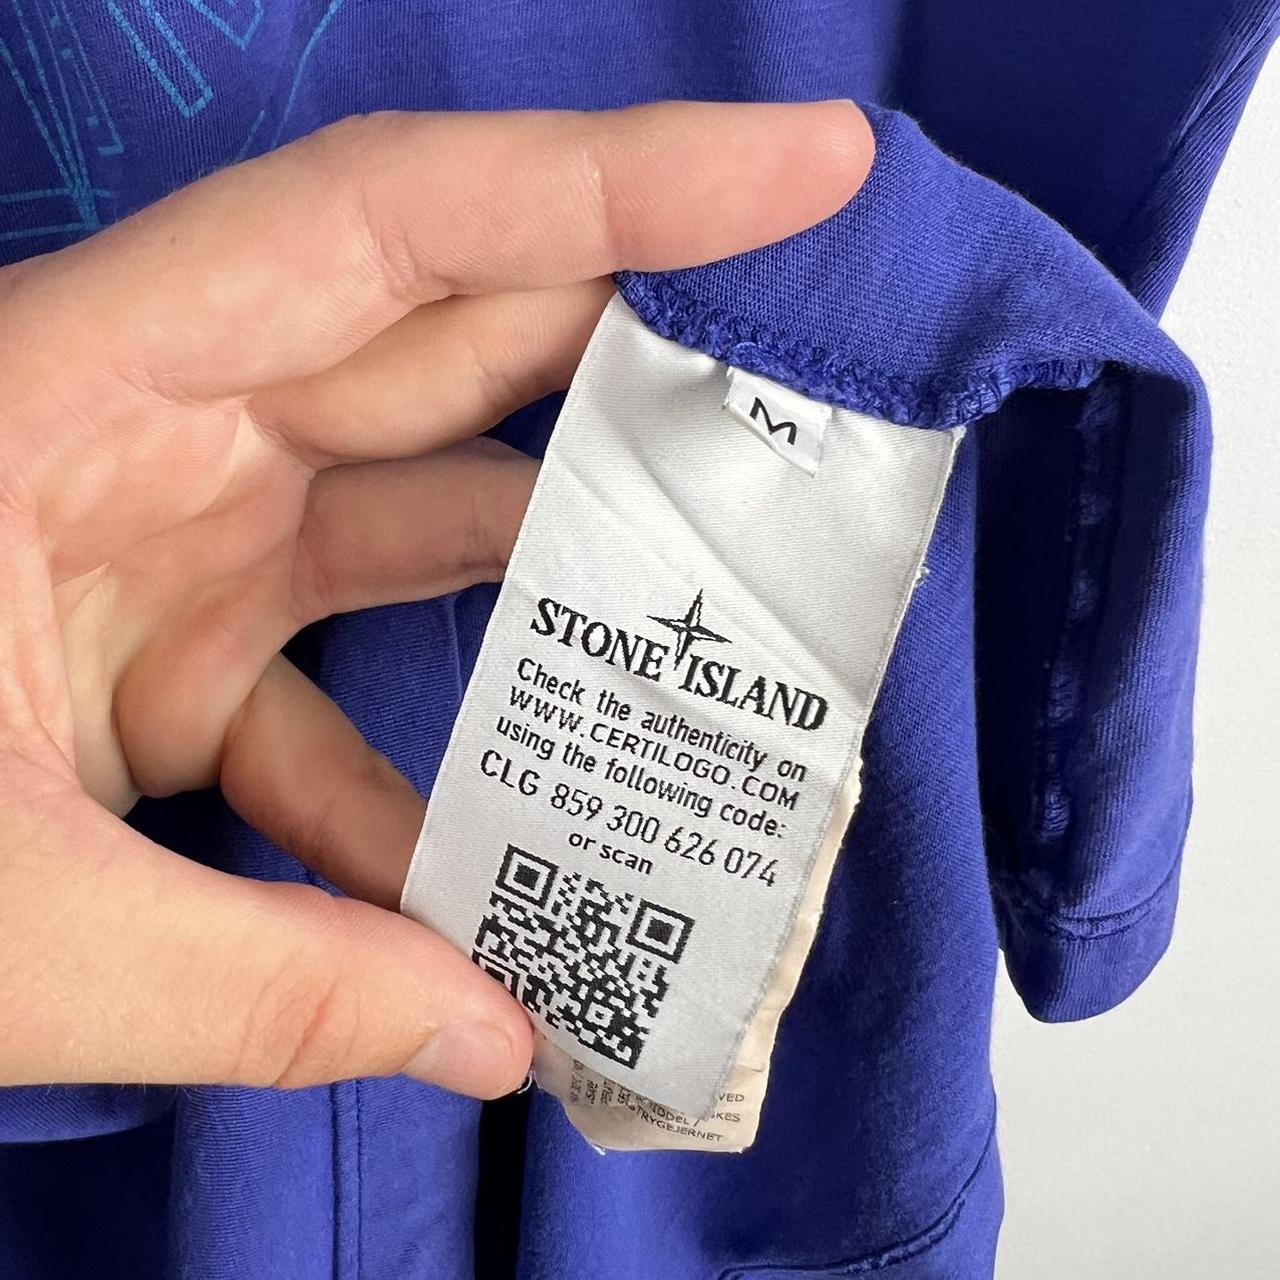 M
STONE ISLAND
Check the authenticity on
WWW.CERTILOGO.COM
using the following code:
CLG 859 300 626 074
or scan